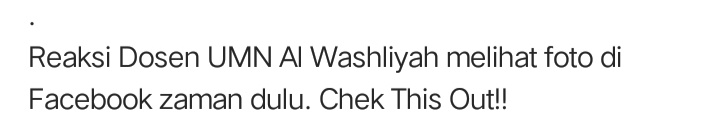 .
Reaksi Dosen UMN Al Washliyah melihat foto di
Facebook zaman dulu. Chek This Out!!